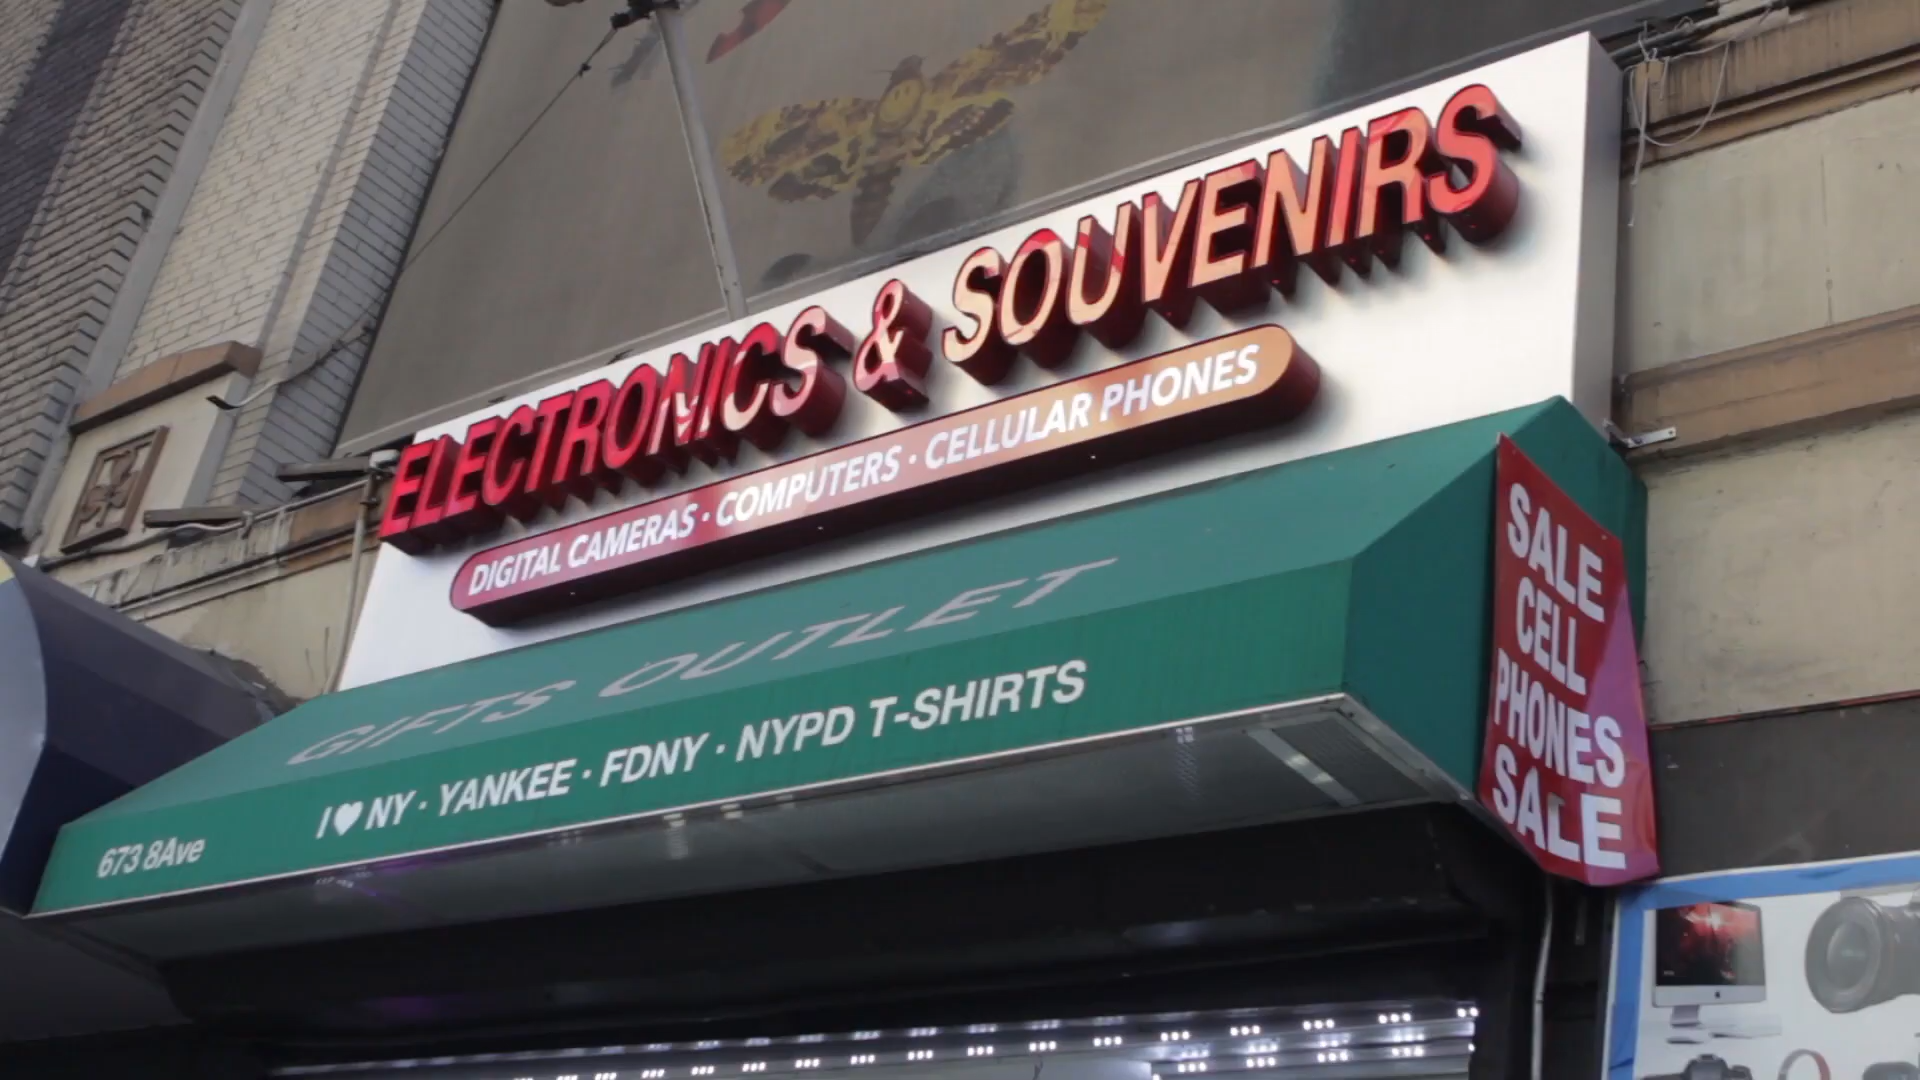 ELECTRONICS & SOUVENIRS
DIGITAL CAMERAS · COMPUTERS · CELLULAR PHONES
GIFTS OUTLET
I ♥ NY · YANKEE · FDNY · NYPD T-SHIRTS
673 8Ave
SALE
CELL
PHONES
SALE